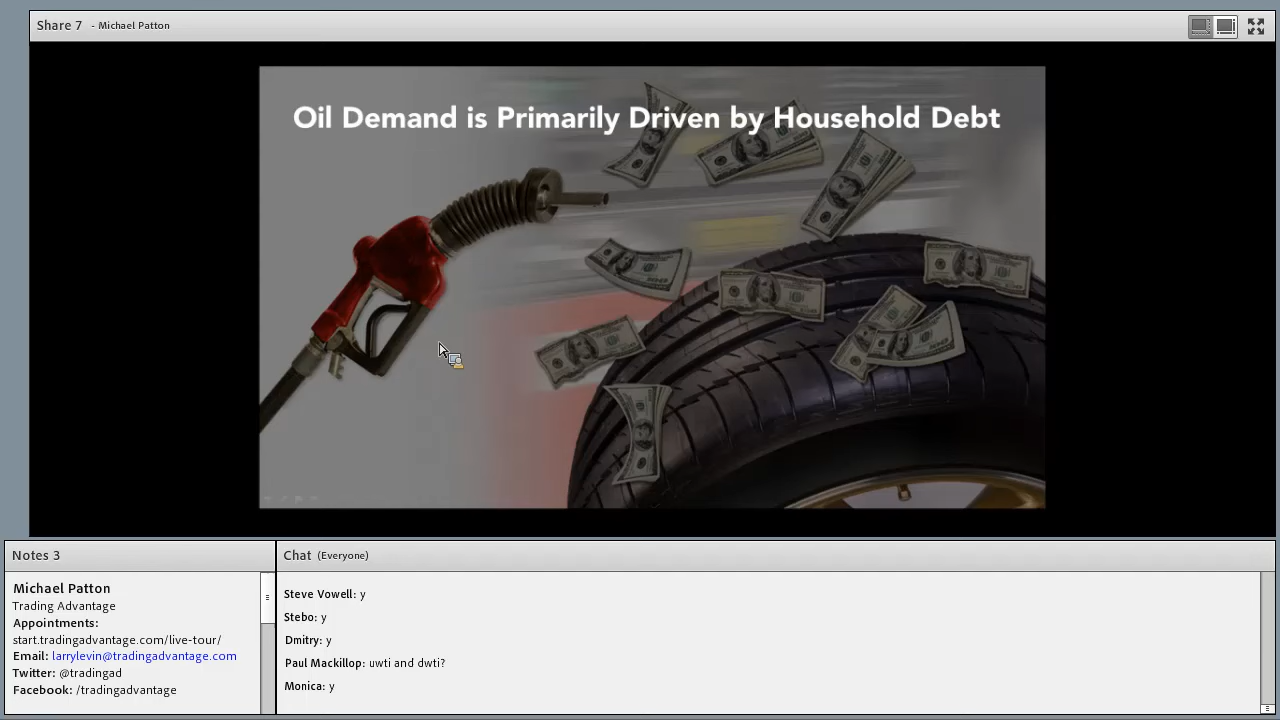 Share 7 - Michael Patton
Oil Demand is Primarily Driven by Household Debt
Notes 3
Michael Patton
Trading Advantage
Appointments:
start.tradingadvantage.com/live-tour/
Email: larrylevin@tradingadvantage.com
Twitter: @tradingad
Facebook: /tradingadvantage
Chat (Everyone)
Steve Vowell: y
Stebo: y
Dmitry: y
Paul Mackillop: uwti and dwti?
Monica: y